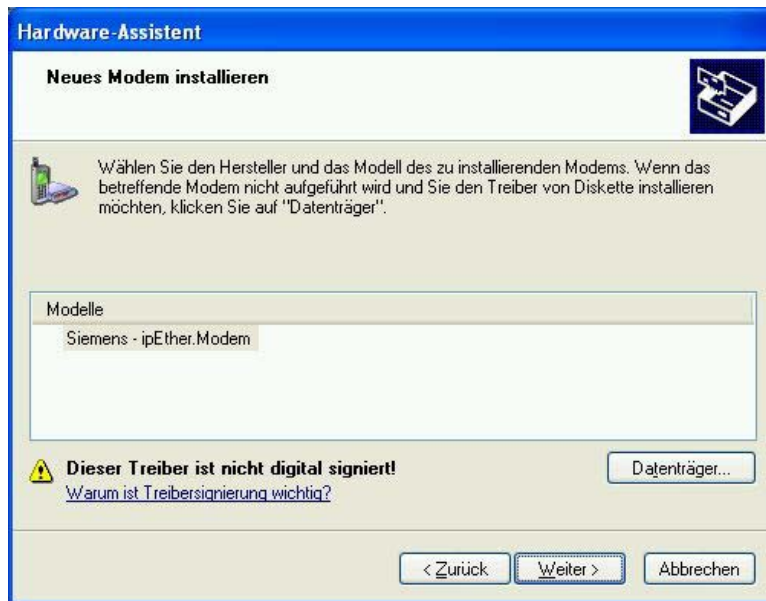 Hardware-Assistent
Neues Modem installieren
Wählen Sie den Hersteller und das Modell des zu installierenden Modems. Wenn das
betreffende Modem nicht aufgeführt wird und Sie den Treiber von Diskette installieren
möchten, klicken Sie auf "Datenträger".
Modelle
Siemens - ipEther.Modem
Dieser Treiber ist nicht digital signiert!
Datenträger...
Warum ist Treibersignierung wichtig?
< Zurück Weiter > Abbrechen